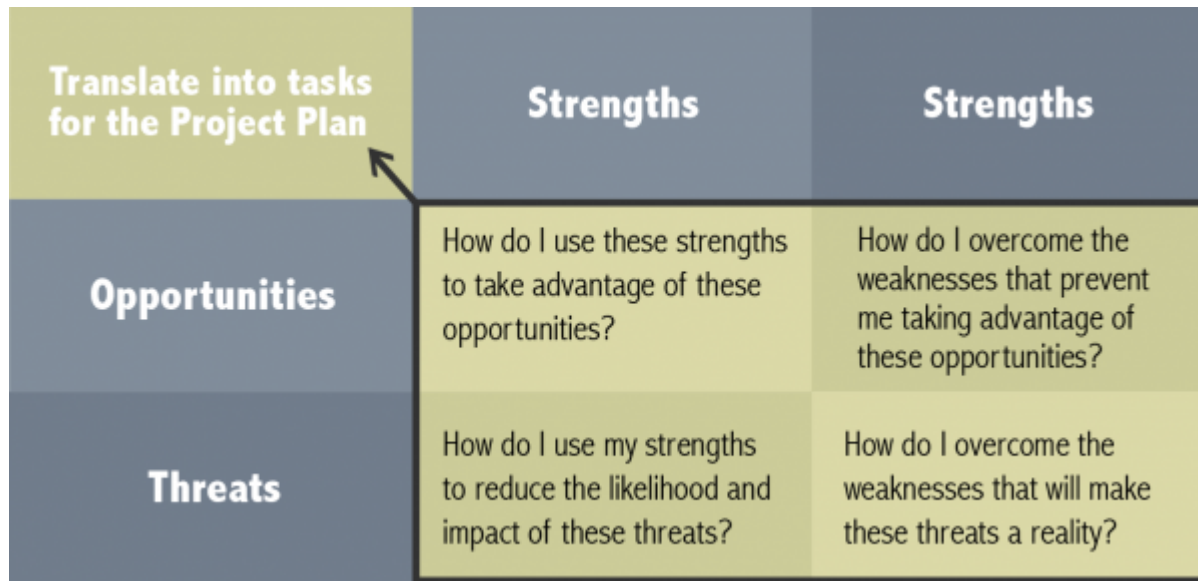 Translate into tasks
for the Project Plan
Strengths
Strengths
Opportunities
How do I use these strengths
to take advantage of these
opportunities?
How do I overcome the
weaknesses that prevent
me taking advantage of
these opportunities?
Threats
How do I use my strengths
to reduce the likelihood and
impact of these threats?
How do I overcome the
weaknesses that will make
these threats a reality?